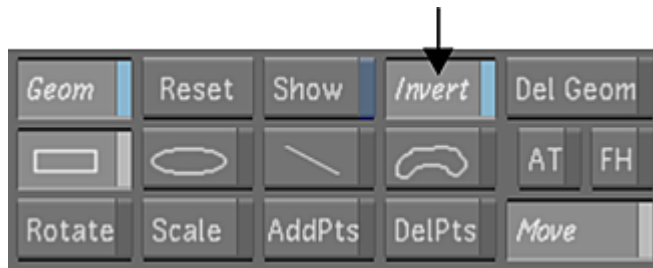 Geom Reset Show Invert Del Geom
AT FH
Rotate Scale AddPts DelPts Move